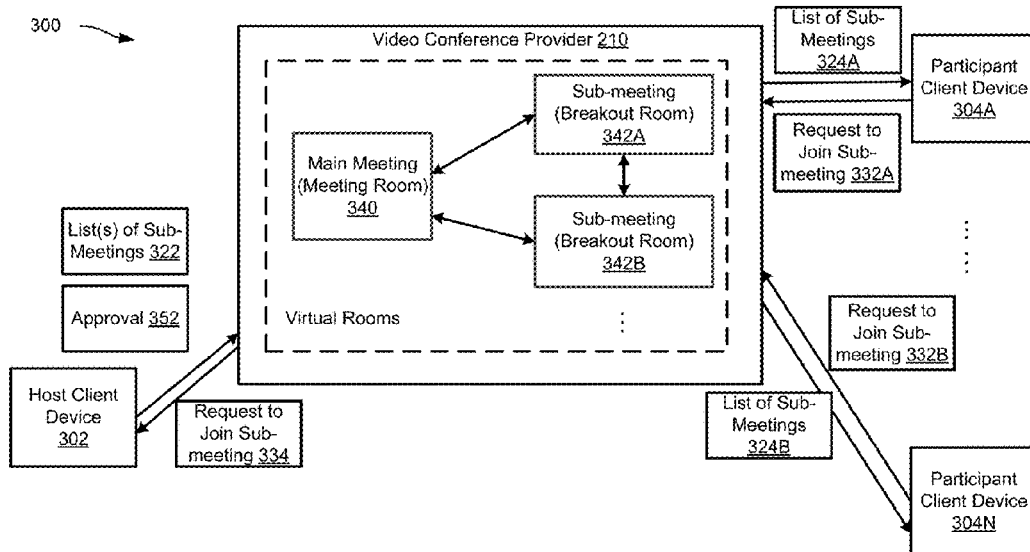 300
Video Conference Provider 210
List of Sub-
Meetings
324A
Participant
Client Device
304A
Request to
Join Sub-
meeting 332A
Sub-meeting
(Breakout Room)
342A
Main Meeting
(Meeting Room)
340
Sub-meeting
(Breakout Room)
342B
Virtual Rooms
List(s) of Sub-
Meetings 322
Approval 352
Host Client
Device
302
Request to
Join Sub-
meeting 334
Request to
Join Sub-
meeting 332B
List of Sub-
Meetings
324B
Participant
Client Device
304N